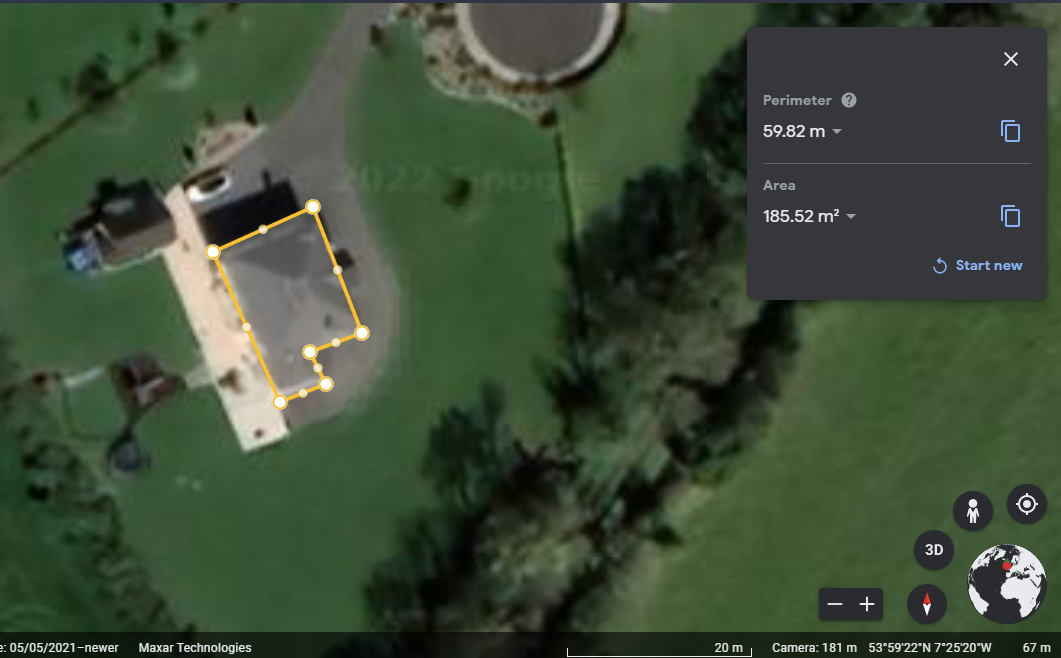 2022 Google
Perimeter ?
59.82 m
Area
185.52 m²
Start new
3D
e: 05/05/2021–newer Maxar Technologies 20 m Camera: 181 m 53°59'22"N 7°25'20"W 67 m